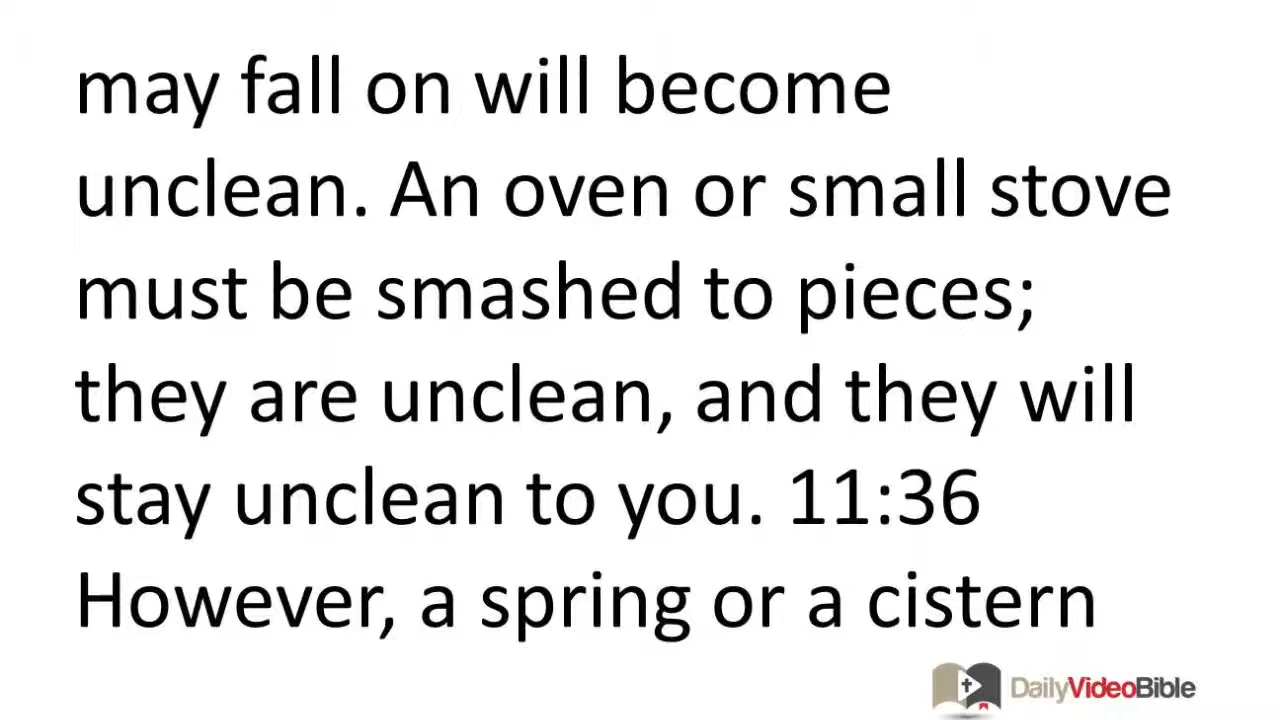 may fall on will become
unclean. An oven or small stove
must be smashed to pieces;
they are unclean, and they will
stay unclean to you. 11:36
However, a spring or a cistern
DailyVideoBible